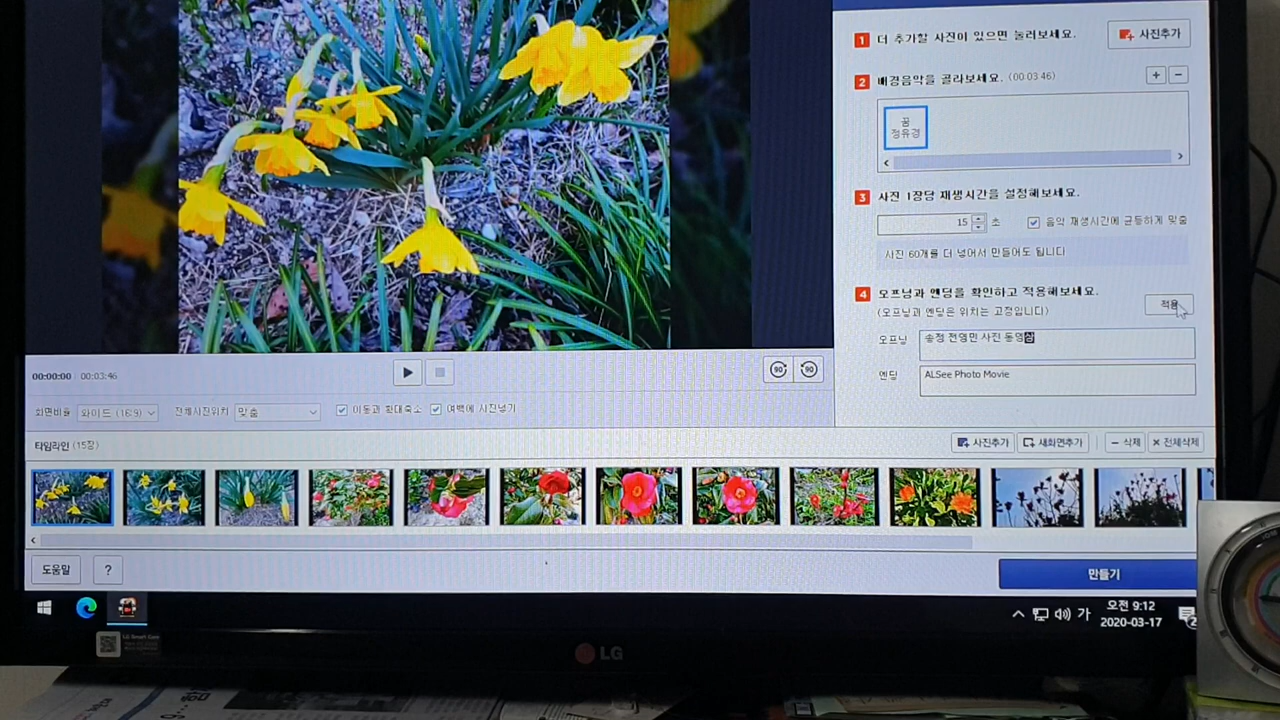 1 더 추가할 사진이 있으면 눌러보세요. 사진추가
2 배경음악을 골라보세요. (00:03:46) + −
꿈
정유경
3 사진 1장당 재생시간을 설정해보세요.
15 초 음악 재생시간에 균등하게 맞춤
사진 60개를 더 넣어서 만들어도 됩니다
4 오프닝과 엔딩을 확인하고 적용해보세요. 적용
(오프닝과 엔딩은 위치는 고정입니다)
오프닝 송정 전영민 사진 동영상
엔딩 ALSee Photo Movie
00:00:00 / 00:03:46 90 90
화면비율 와이드 (16:9) 전체사진위치 맞춤 이동과 확대축소 여백에 사진넣기
타임라인 (15장) 사진추가 새화면추가 − 삭제 × 전체삭제
도움말 ? 만들기
가 오전 9:12
2020-03-17 2
LG Smart Care
LG